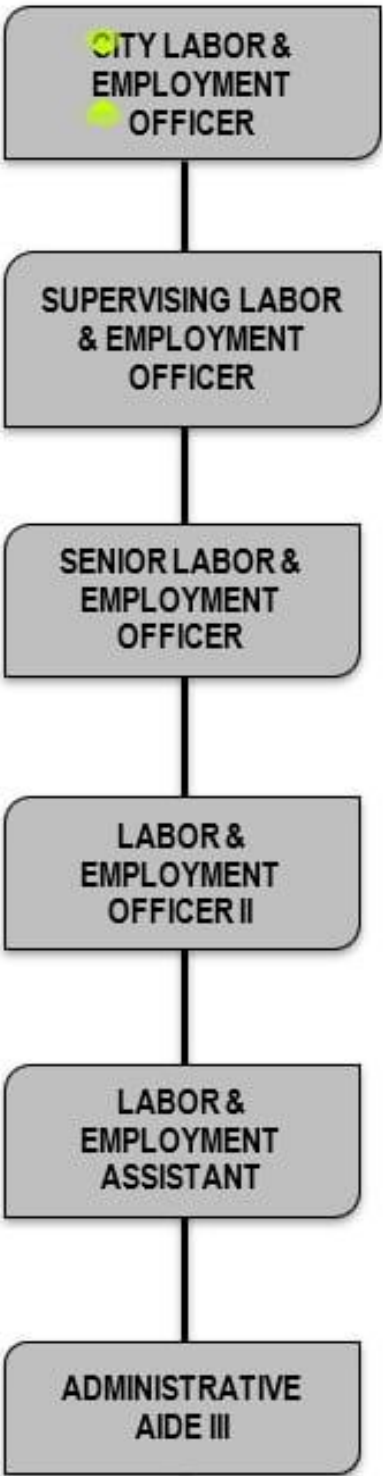 CITY LABOR &
EMPLOYMENT
OFFICER
SUPERVISING LABOR
& EMPLOYMENT
OFFICER
SENIOR LABOR &
EMPLOYMENT
OFFICER
LABOR &
EMPLOYMENT
OFFICER II
LABOR &
EMPLOYMENT
ASSISTANT
ADMINISTRATIVE
AIDE III